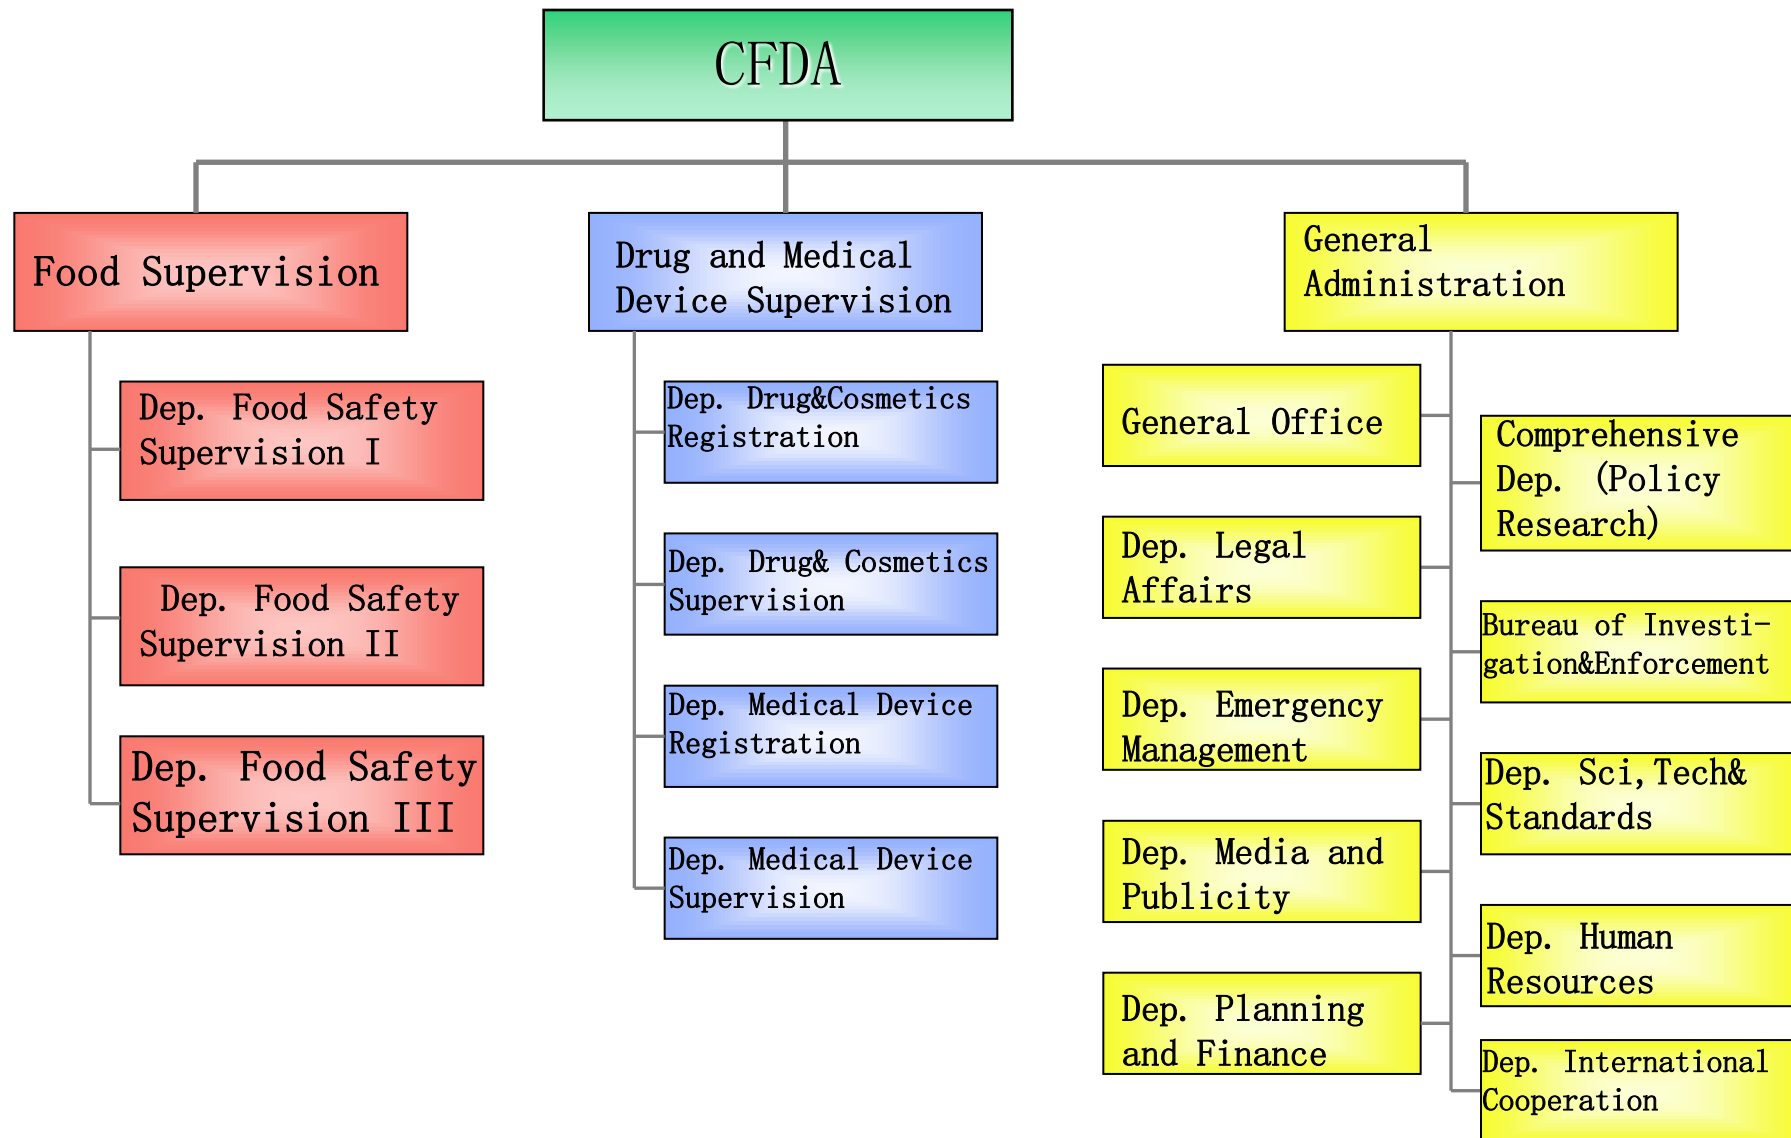 CFDA
Food Supervision
Dep. Food Safety
Supervision I
Dep. Food Safety
Supervision II
Dep. Food Safety
Supervision III
Drug and Medical
Device Supervision
Dep. Drug&Cosmetics
Registration
Dep. Drug& Cosmetics
Supervision
Dep. Medical Device
Registration
Dep. Medical Device
Supervision
General
Administration
General Office
Dep. Legal
Affairs
Dep. Emergency
Management
Dep. Media and
Publicity
Dep. Planning
and Finance
Comprehensive
Dep. (Policy
Research)
Bureau of Investi-
gation&Enforcement
Dep. Sci,Tech&
Standards
Dep. Human
Resources
Dep. International
Cooperation